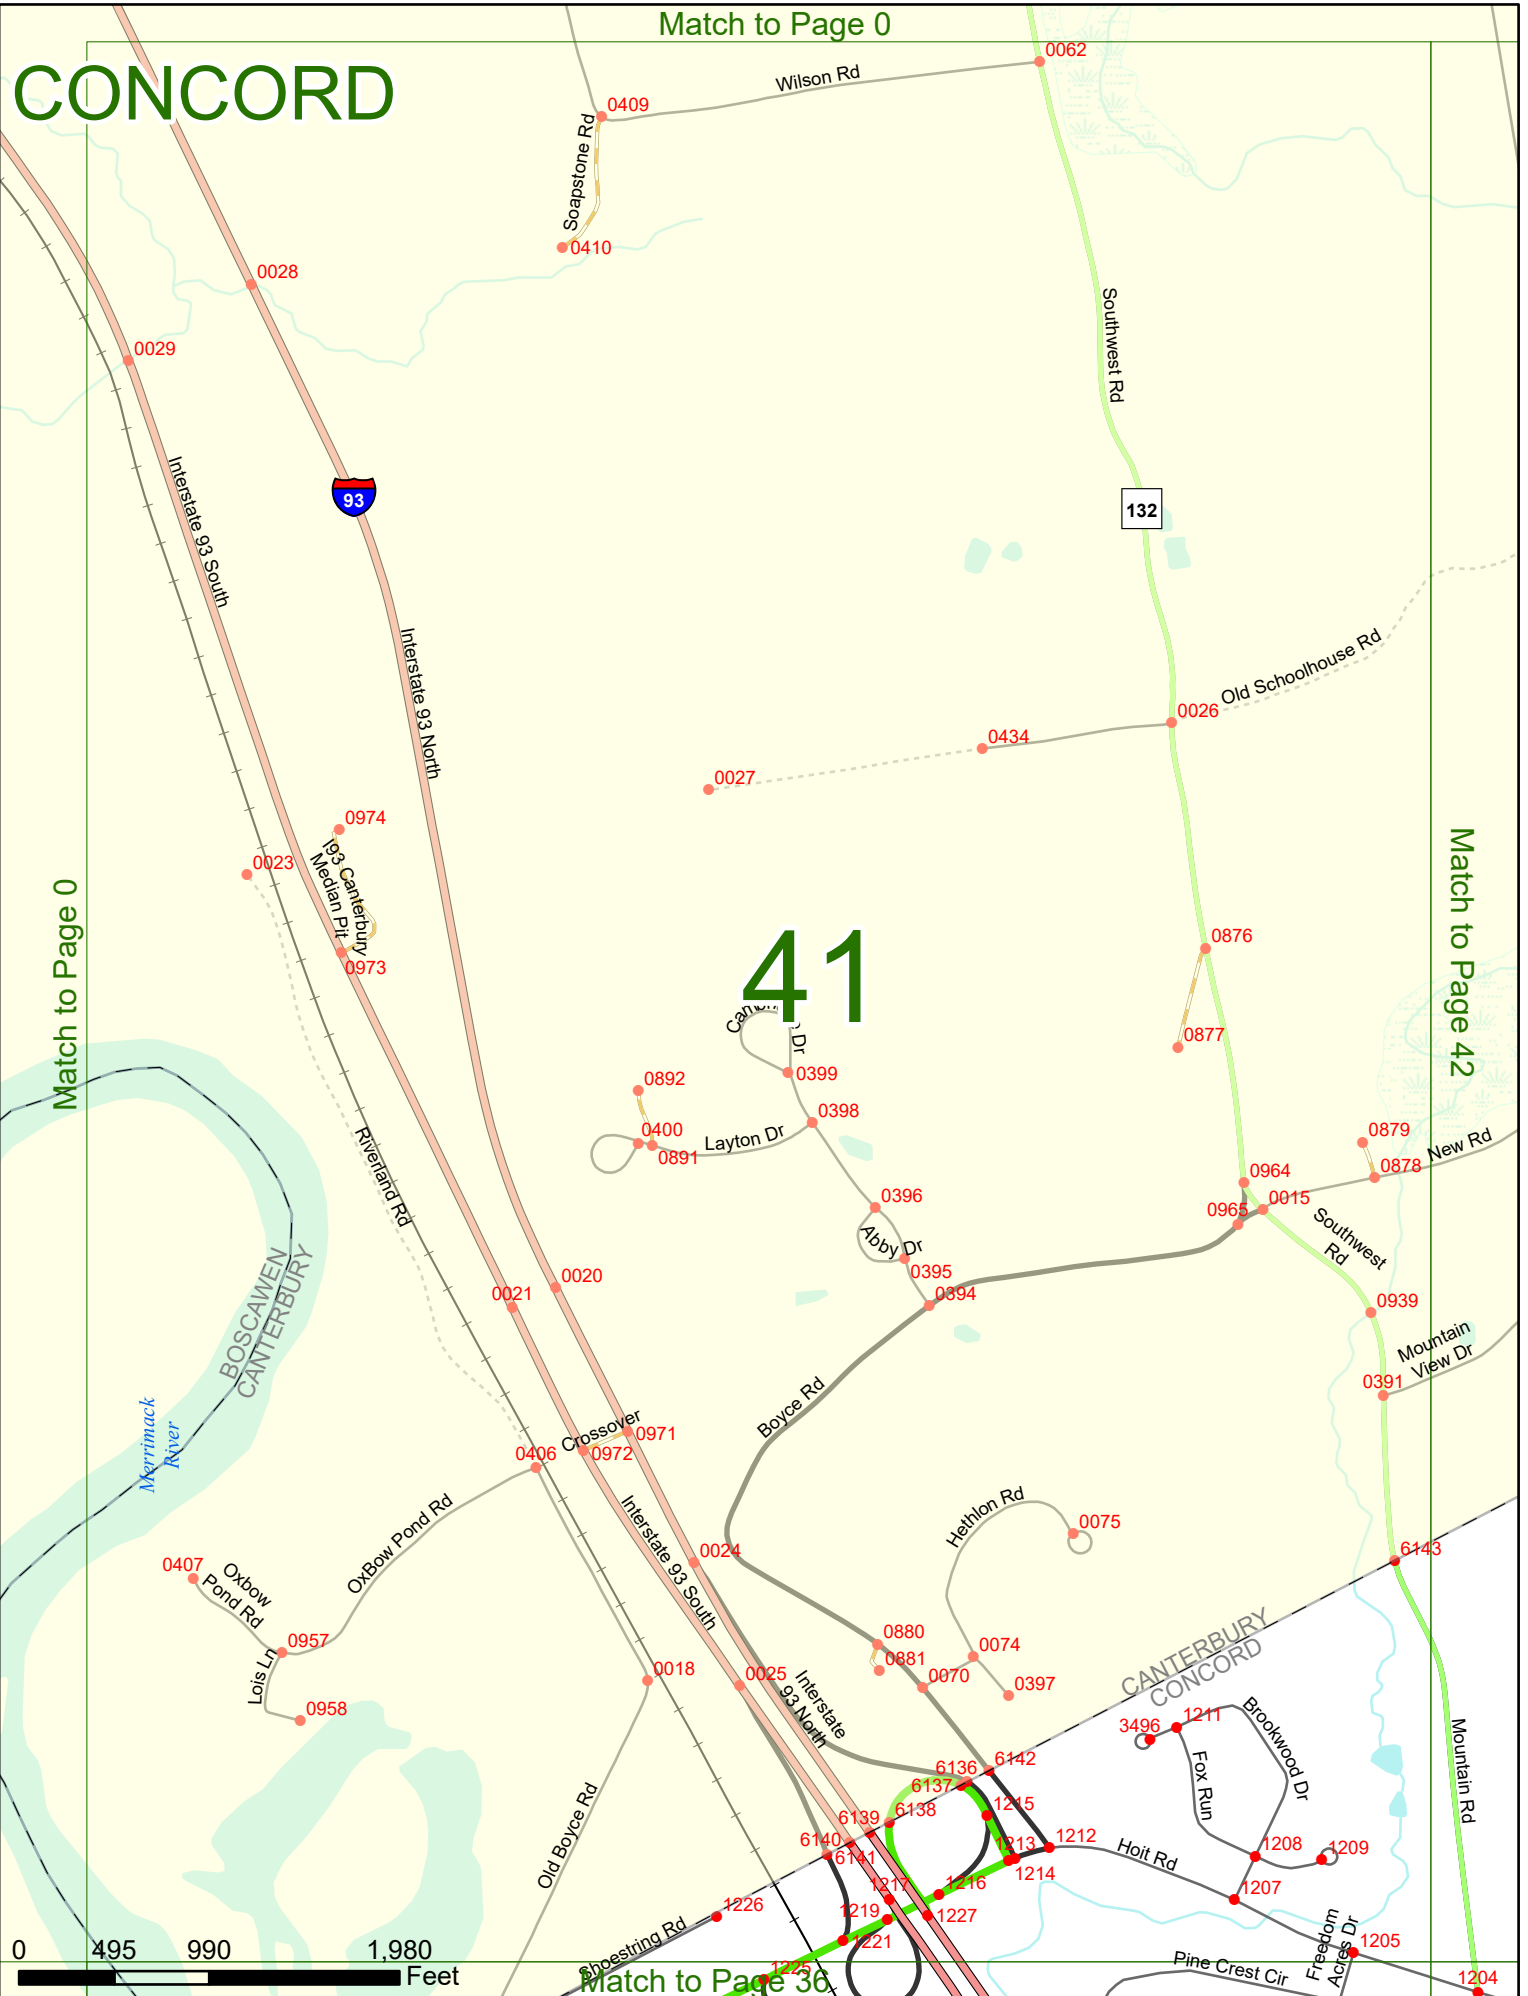 Match to Page 0
CONCORD
0062
Wilson Rd
0409
Soapstone Rd
0410
0028
0029
Southwest Rd
Interstate 93 South
93
132
Interstate 93 North
Old Schoolhouse Rd
0026
0434
0027
0974
I93 Canterbury
Median Pit
0023
0973
Match to Page 0
41
Match to Page 42
0876
0877
Dr
0399
0892
0398
0400
Layton Dr
0891
0879
New Rd
0878
Riverland Rd
0964
0015
0965
0396
Abby Dr
Southwest
Rd
0395
0394
BOSCAWEN
CANTERBURY
0020
0021
0939
Mountain
View Dr
0391
Boyce Rd
Merrimack
River
Crossover
0971
0972
0406
OxBow Pond Rd
Interstate 93 South
Hethlon Rd
0075
0024
6143
0407
Oxbow
Pond Rd
0957
Lois Ln
0958
0018
0025
Interstate
93 North
0880
0881
0074
0070
0397
CANTERBURY
CONCORD
3496
1211
Brookwood Dr
Fox Run
Mountain Rd
6142
6136
6137
6138
6139
6140
6141
1215
1213
1212
1214
Hoit Rd
1208
1209
1207
Old Boyce Rd
1217
1216
1219
1227
1221
1226
Shoestring Rd
1225
Freedom
Acres Dr
1205
Pine Crest Cir
1204
0 495 990 1,980
Feet
Match to Page 36